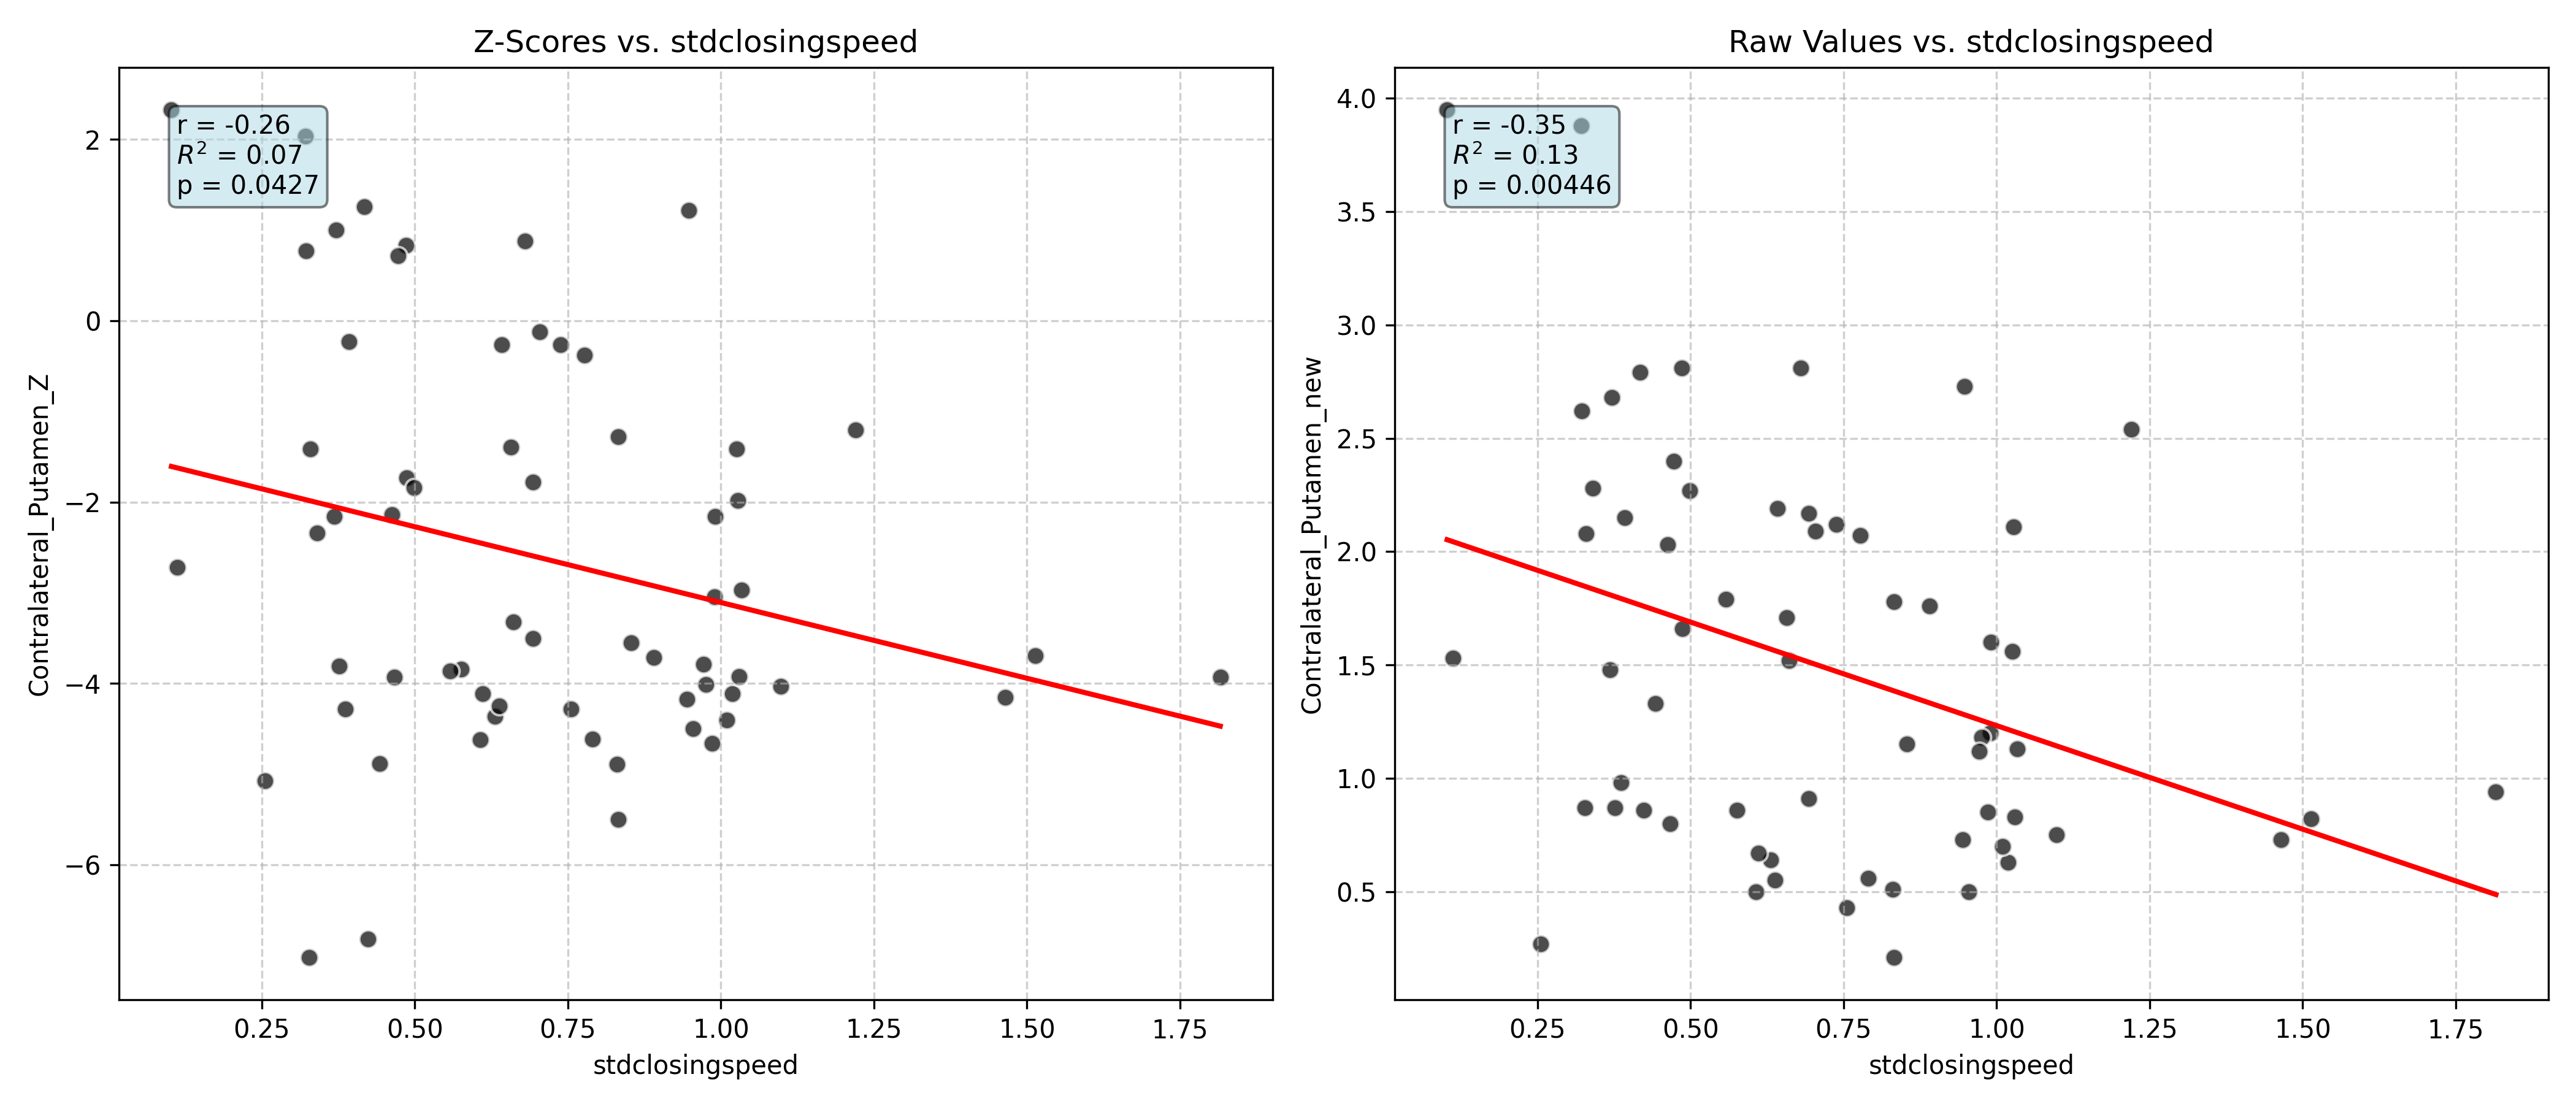 Z-Scores vs. stdclosingspeed
r = -0.26
R² = 0.07
p = 0.0427
2
0
−2
−4
−6
Contralateral_Putamen_Z
0.25 0.50 0.75 1.00 1.25 1.50 1.75
stdclosingspeed
Raw Values vs. stdclosingspeed
r = -0.35
R² = 0.13
p = 0.00446
4.0
3.5
3.0
2.5
2.0
1.5
1.0
0.5
Contralateral_Putamen_new
0.25 0.50 0.75 1.00 1.25 1.50 1.75
stdclosingspeed